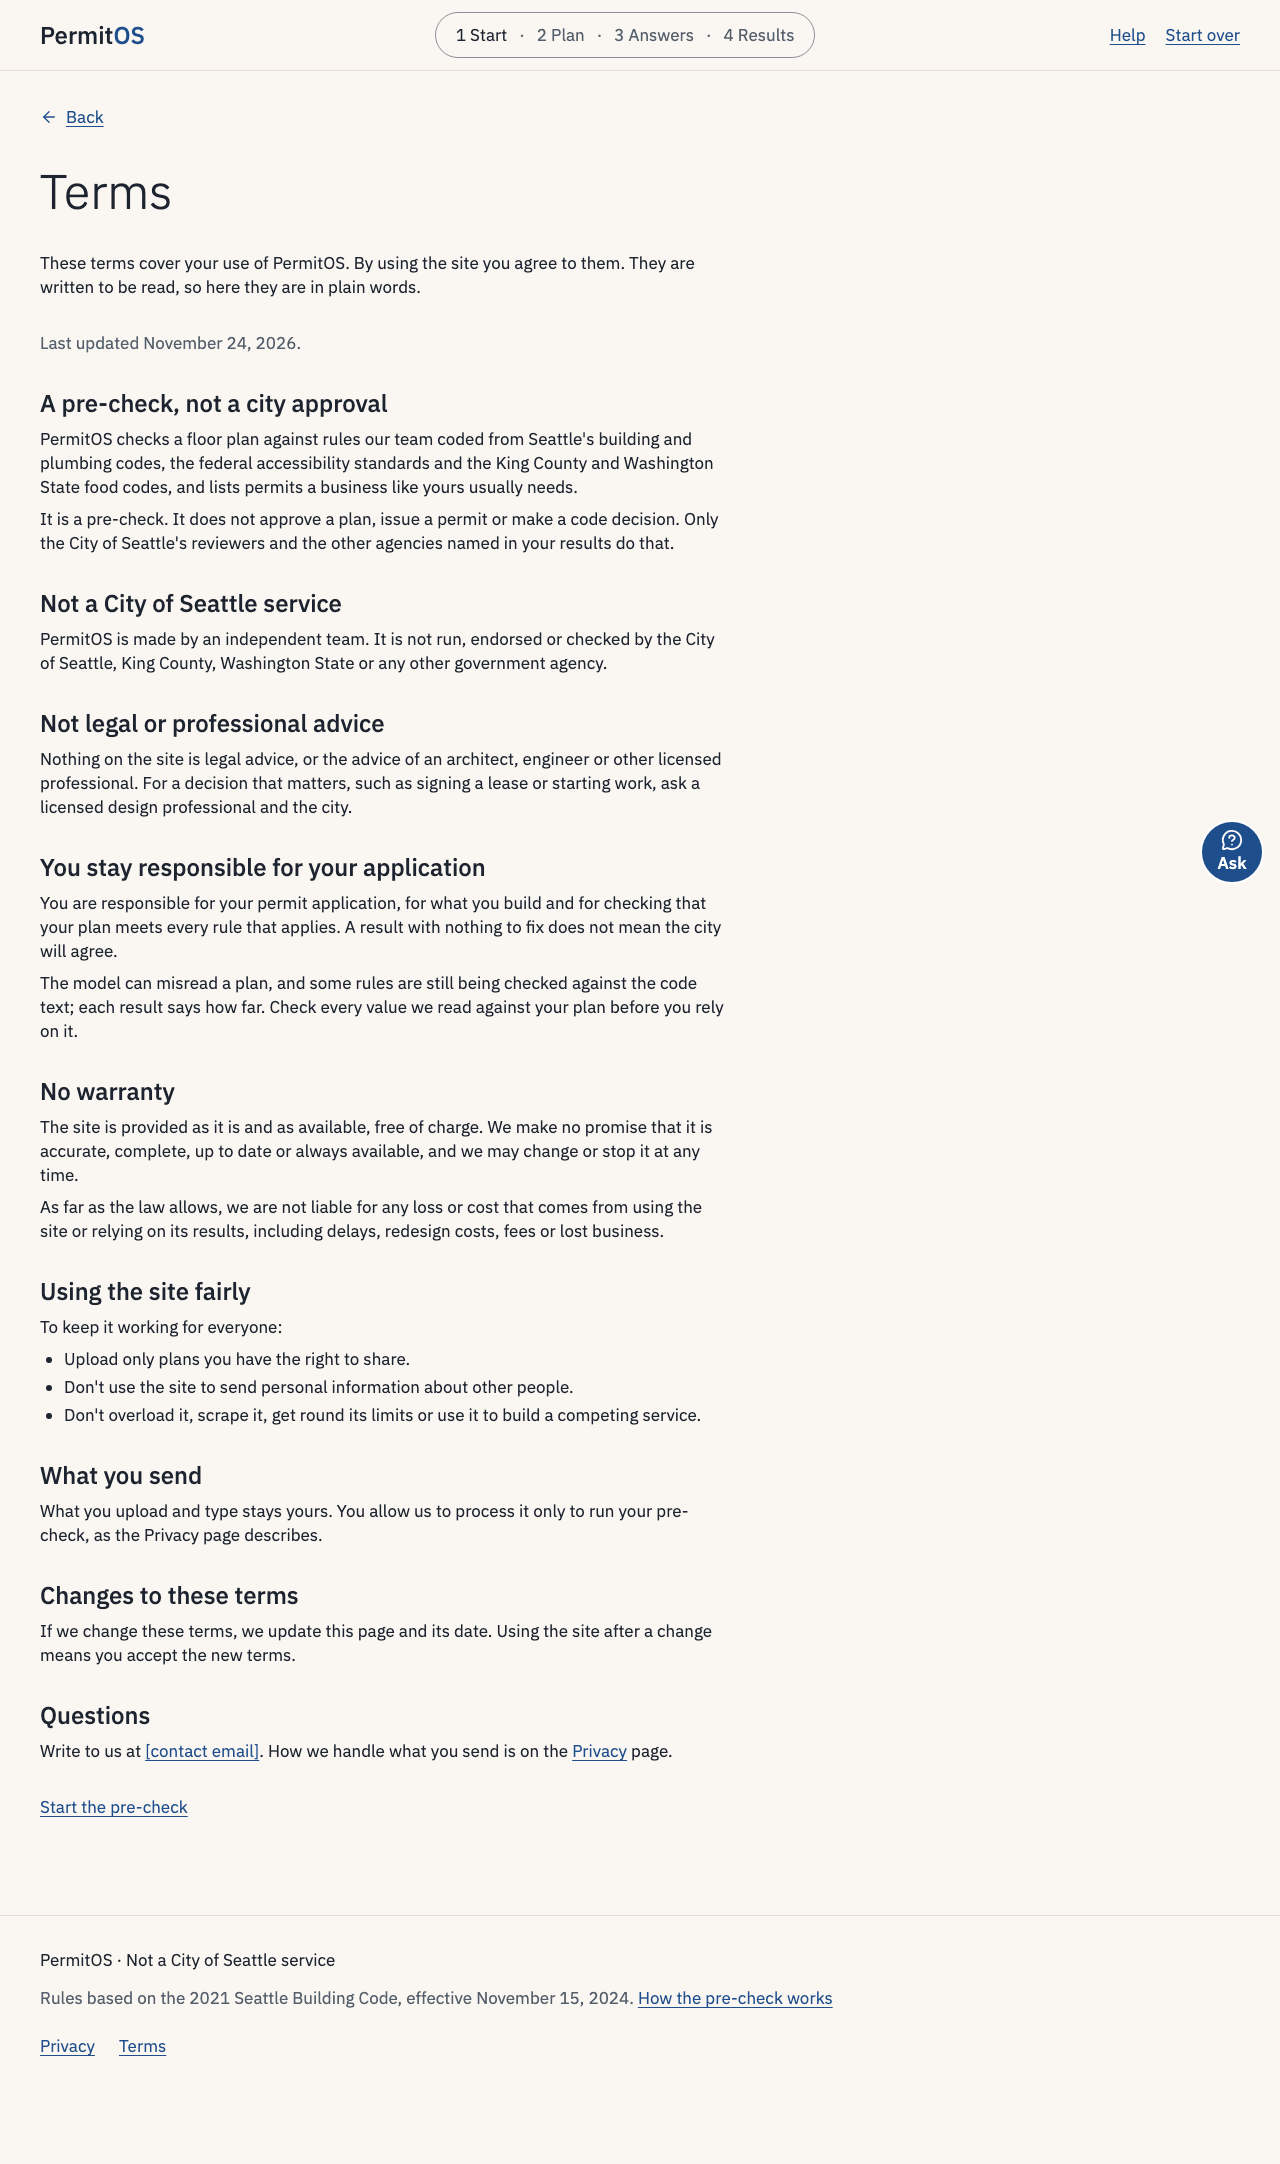 PermitOS
1 Start · 2 Plan · 3 Answers · 4 Results
Help Start over
← Back
Terms
These terms cover your use of PermitOS. By using the site you agree to them. They are
written to be read, so here they are in plain words.
Last updated November 24, 2026.
A pre-check, not a city approval
PermitOS checks a floor plan against rules our team coded from Seattle's building and
plumbing codes, the federal accessibility standards and the King County and Washington
State food codes, and lists permits a business like yours usually needs.
It is a pre-check. It does not approve a plan, issue a permit or make a code decision. Only
the City of Seattle's reviewers and the other agencies named in your results do that.
Not a City of Seattle service
PermitOS is made by an independent team. It is not run, endorsed or checked by the City
of Seattle, King County, Washington State or any other government agency.
Not legal or professional advice
Nothing on the site is legal advice, or the advice of an architect, engineer or other licensed
professional. For a decision that matters, such as signing a lease or starting work, ask a
licensed design professional and the city.
Ask
You stay responsible for your application
You are responsible for your permit application, for what you build and for checking that
your plan meets every rule that applies. A result with nothing to fix does not mean the city
will agree.
The model can misread a plan, and some rules are still being checked against the code
text; each result says how far. Check every value we read against your plan before you rely
on it.
No warranty
The site is provided as it is and as available, free of charge. We make no promise that it is
accurate, complete, up to date or always available, and we may change or stop it at any
time.
As far as the law allows, we are not liable for any loss or cost that comes from using the
site or relying on its results, including delays, redesign costs, fees or lost business.
Using the site fairly
To keep it working for everyone:
• Upload only plans you have the right to share.
• Don't use the site to send personal information about other people.
• Don't overload it, scrape it, get round its limits or use it to build a competing service.
What you send
What you upload and type stays yours. You allow us to process it only to run your pre-
check, as the Privacy page describes.
Changes to these terms
If we change these terms, we update this page and its date. Using the site after a change
means you accept the new terms.
Questions
Write to us at [contact email]. How we handle what you send is on the Privacy page.
Start the pre-check
PermitOS · Not a City of Seattle service
Rules based on the 2021 Seattle Building Code, effective November 15, 2024. How the pre-check works
Privacy Terms